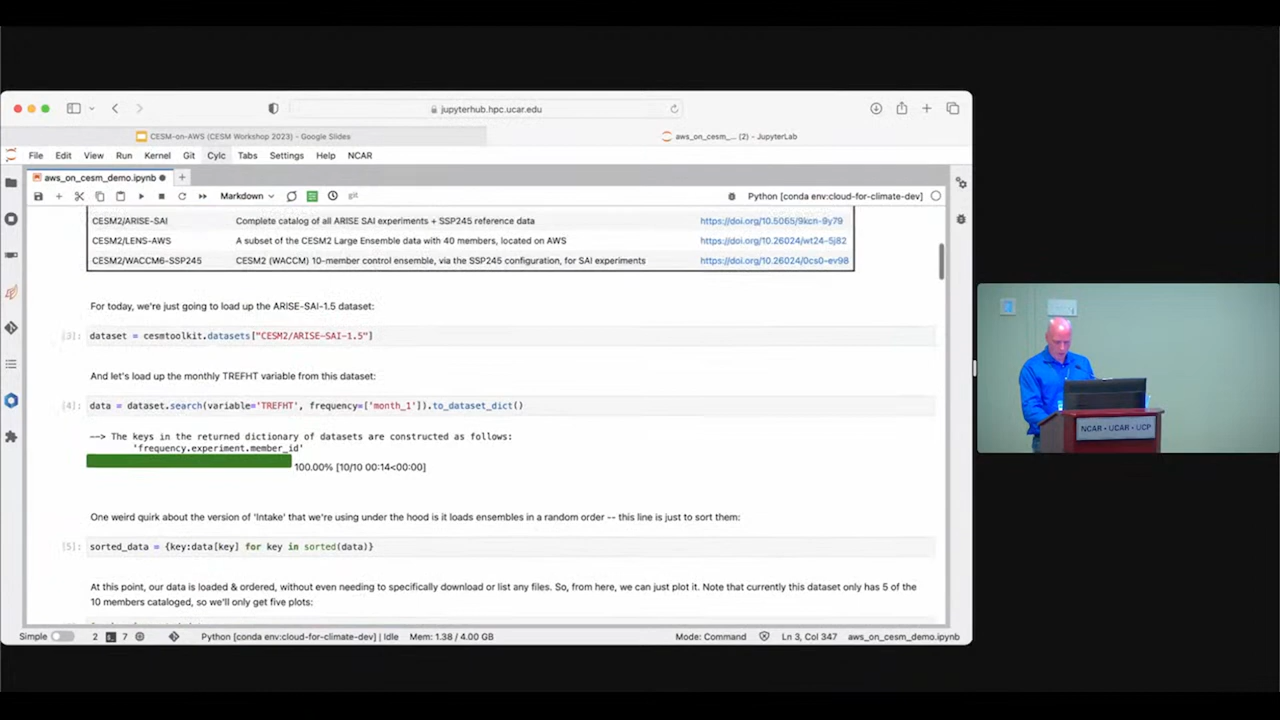 jupyterhub.hpc.ucar.edu
CESM-on-AWS (CESM Workshop 2023) - Google Slides
aws_on_cesm_... (2) - JupyterLab
File Edit View Run Kernel Git Cylc Tabs Settings Help NCAR
aws_on_cesm_demo.ipynb
Markdown
git
Python [conda env:cloud-for-climate-dev]
CESM2/ARISE-SAI Complete catalog of all ARISE SAI experiments + SSP245 reference data https://doi.org/10.5065/9kcn-9y79
CESM2/LENS-AWS A subset of the CESM2 Large Ensemble data with 40 members, located on AWS https://doi.org/10.26024/wt24-5j82
CESM2/WACCM6-SSP245 CESM2 (WACCM) 10-member control ensemble, via the SSP245 configuration, for SAI experiments https://doi.org/10.26024/0cs0-ev98
For today, we're just going to load up the ARISE-SAI-1.5 dataset:
[3]: dataset = cesmtoolkit.datasets["CESM2/ARISE-SAI-1.5"]
And let's load up the monthly TREFHT variable from this dataset:
[4]: data = dataset.search(variable='TREFHT', frequency=['month_1']).to_dataset_dict()
--> The keys in the returned dictionary of datasets are constructed as follows:
'frequency.experiment.member_id'
100.00% [10/10 00:14<00:00]
One weird quirk about the version of 'Intake' that we're using under the hood is it loads ensembles in a random order -- this line is just to sort them:
[5]: sorted_data = {key:data[key] for key in sorted(data)}
At this point, our data is loaded & ordered, without even needing to specifically download or list any files. So, from here, we can just plot it. Note that currently this dataset only has 5 of the
10 members cataloged, so we'll only get five plots:
Simple 2 7 Python [conda env:cloud-for-climate-dev] | Idle Mem: 1.38 / 4.00 GB Mode: Command Ln 3, Col 347 aws_on_cesm_demo.ipynb
NCAR • UCAR • UCP